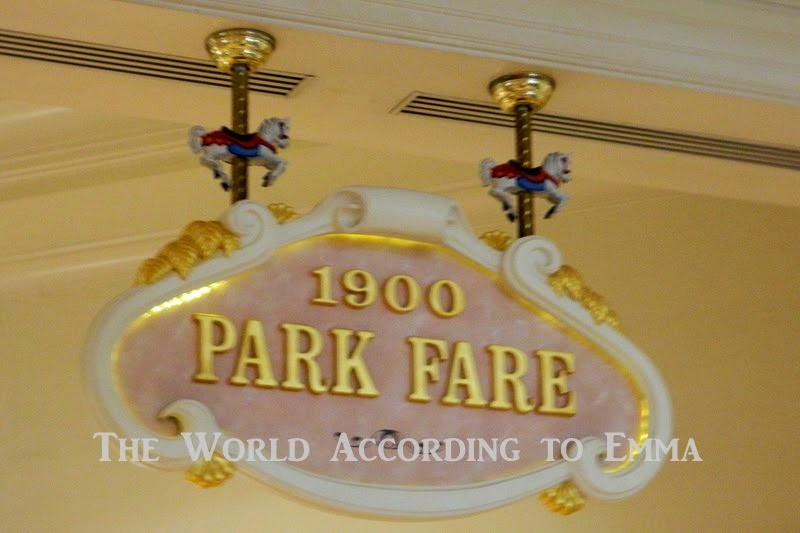 1900
PARK FARE
THE WORLD ACCORDING TO EMMA